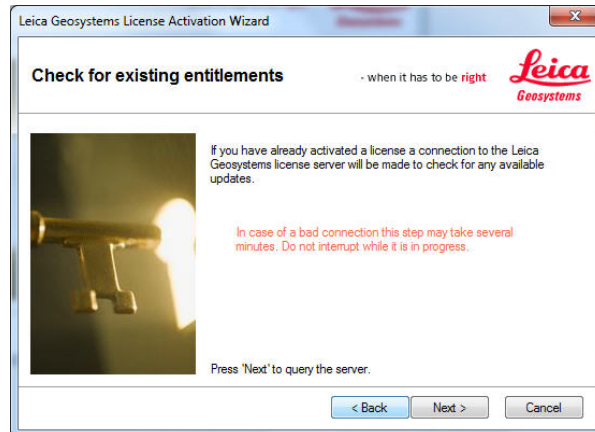 Leica Geosystems License Activation Wizard
Check for existing entitlements
- when it has to be right
Leica
Geosystems
If you have already activated a license a connection to the Leica
Geosystems license server will be made to check for any available
updates.
In case of a bad connection this step may take several
minutes. Do not interrupt while it is in progress.
Press 'Next' to query the server.
< Back
Next >
Cancel